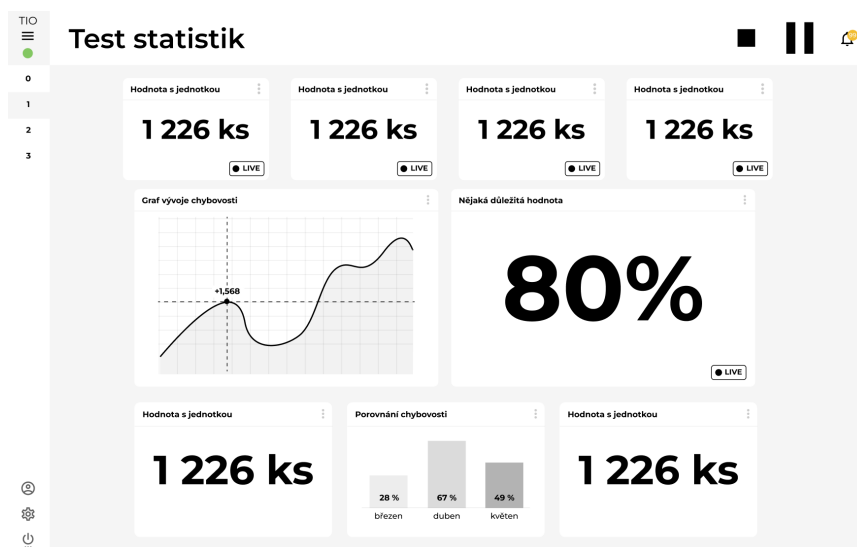 TIO
Test statistik
0
1
2
3
Hodnota s jednotkou
1 226 ks
LIVE
Hodnota s jednotkou
1 226 ks
LIVE
Hodnota s jednotkou
1 226 ks
LIVE
Hodnota s jednotkou
1 226 ks
LIVE
Graf vývoje chybovosti
+1,568
Nějaká důležitá hodnota
80%
LIVE
Hodnota s jednotkou
1 226 ks
Porovnání chybovosti
28 %
67 %
49 %
březen
duben
květen
Hodnota s jednotkou
1 226 ks